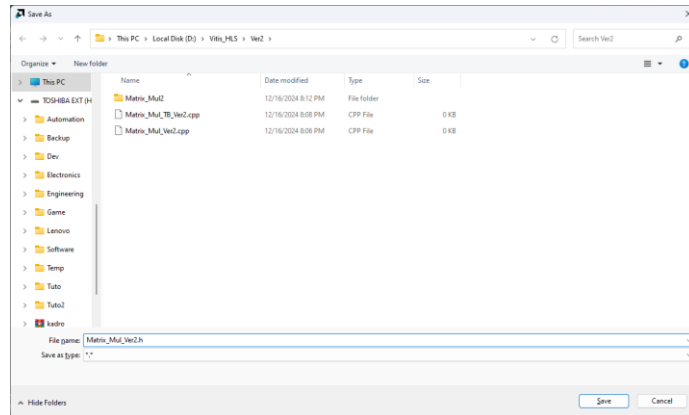 Save As
This PC > Local Disk (D:) > Vitis_HLS > Ver2 >
Search Ver2
Organize
New folder
Name Date modified Type Size
This PC
TOSHIBA EXT (H
Automation
Backup
Dev
Electronics
Engineering
Game
Lenovo
Software
Temp
Tuto
Tuto2
kadro
Matrix_Mul2 12/16/2024 8:12 PM File folder
Matrix_Mul_TB_Ver2.cpp 12/16/2024 8:08 PM CPP File 0 KB
Matrix_Mul_Ver2.cpp 12/16/2024 8:06 PM CPP File 0 KB
File name: Matrix_Mul_Ver2.h
Save as type: *.*
Hide Folders
Save
Cancel